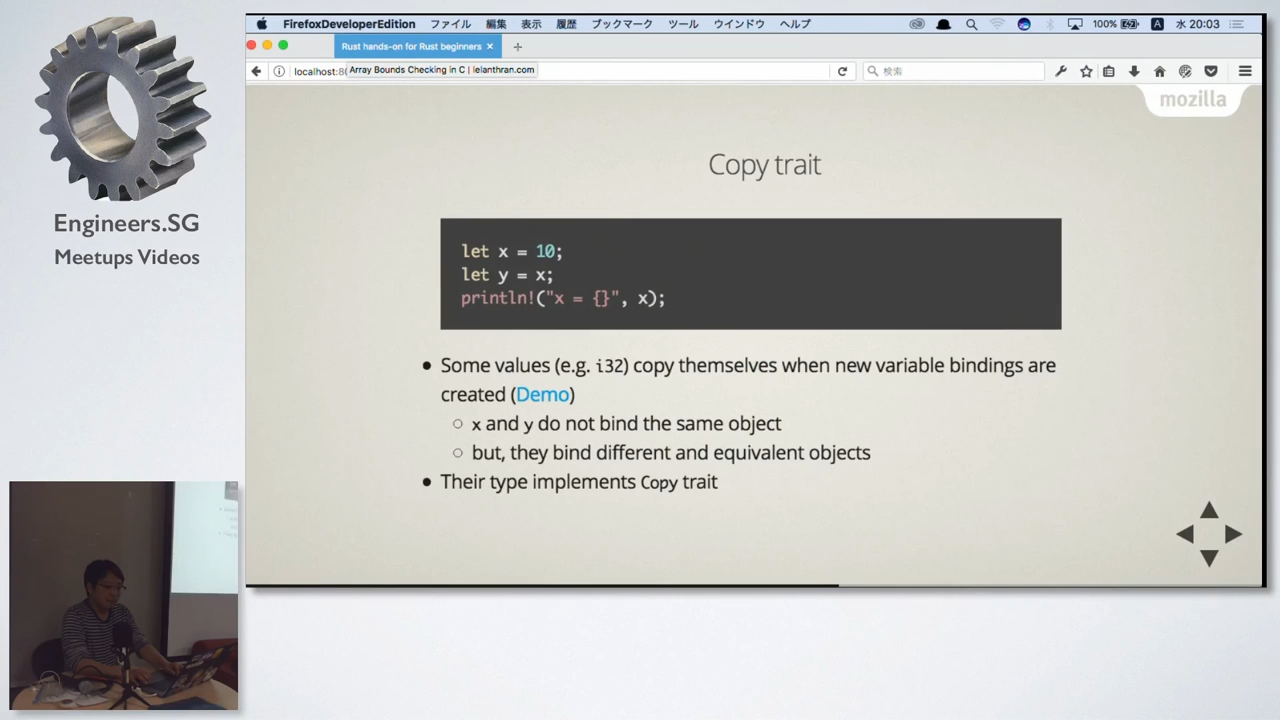 FirefoxDeveloperEdition ファイル 編集 表示 履歴 ブックマーク ツール ウインドウ ヘルプ 100% A 水 20:03
Rust hands-on for Rust beginners × +
Array Bounds Checking in C | lelanthran.com
検索
mozilla
Copy trait
let x = 10;
let y = x;
println!("x = {}", x);
Engineers.SG
Meetups Videos
• Some values (e.g. i32) copy themselves when new variable bindings are
created (Demo)
○ x and y do not bind the same object
○ but, they bind different and equivalent objects
• Their type implements Copy trait